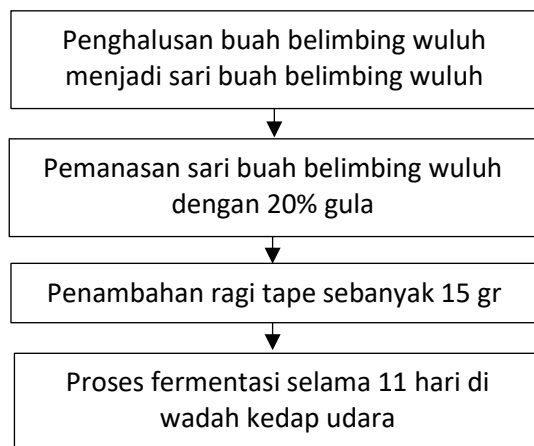 Penghalusan buah belimbing wuluh
menjadi sari buah belimbing wuluh
Pemanasan sari buah belimbing wuluh
dengan 20% gula
Penambahan ragi tape sebanyak 15 gr
Proses fermentasi selama 11 hari di
wadah kedap udara